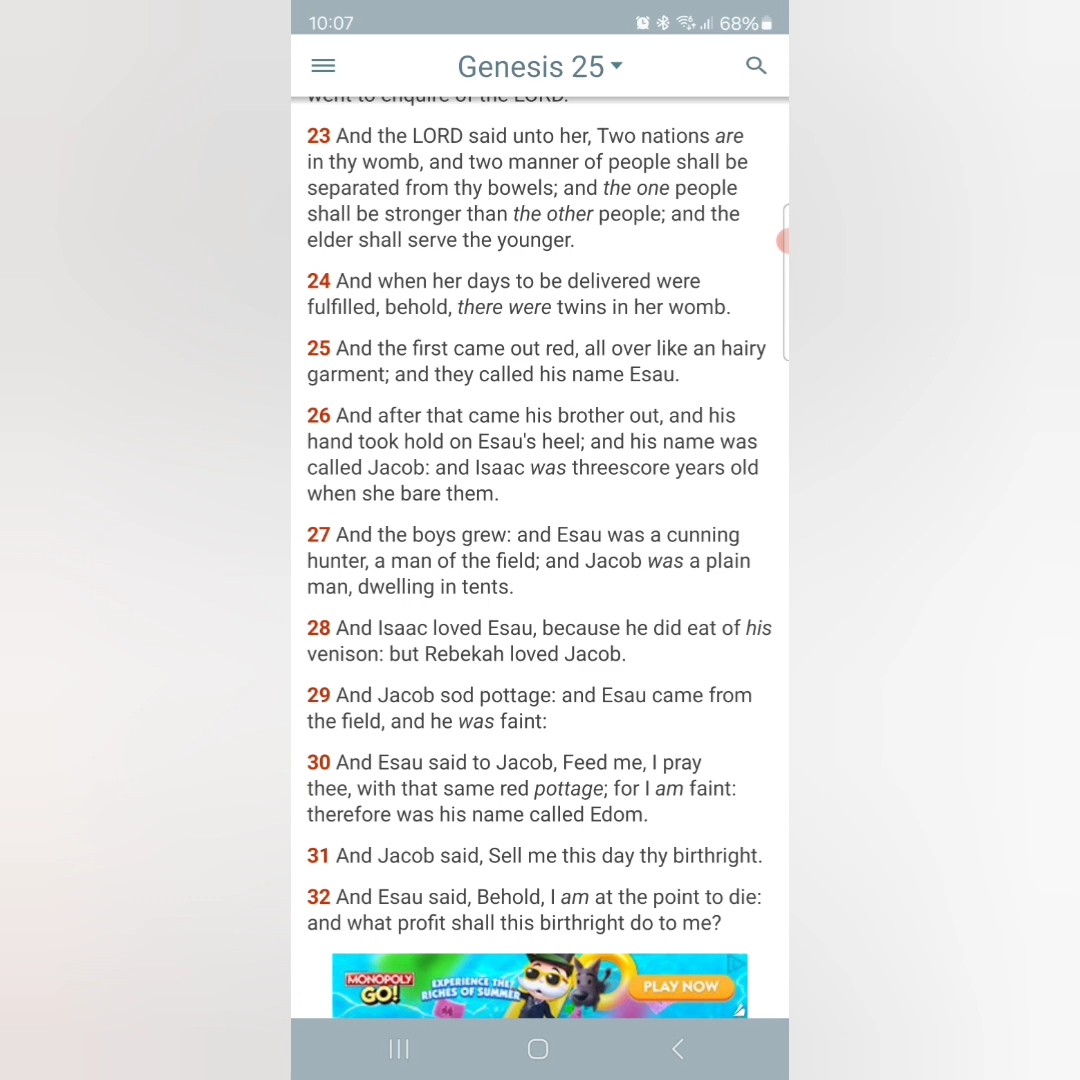 10:07
68%
Genesis 25
went to enquire of the LORD.
23 And the LORD said unto her, Two nations are
in thy womb, and two manner of people shall be
separated from thy bowels; and the one people
shall be stronger than the other people; and the
elder shall serve the younger.
24 And when her days to be delivered were
fulfilled, behold, there were twins in her womb.
25 And the first came out red, all over like an hairy
garment; and they called his name Esau.
26 And after that came his brother out, and his
hand took hold on Esau's heel; and his name was
called Jacob: and Isaac was threescore years old
when she bare them.
27 And the boys grew: and Esau was a cunning
hunter, a man of the field; and Jacob was a plain
man, dwelling in tents.
28 And Isaac loved Esau, because he did eat of his
venison: but Rebekah loved Jacob.
29 And Jacob sod pottage: and Esau came from
the field, and he was faint:
30 And Esau said to Jacob, Feed me, I pray
thee, with that same red pottage; for I am faint:
therefore was his name called Edom.
31 And Jacob said, Sell me this day thy birthright.
32 And Esau said, Behold, I am at the point to die:
and what profit shall this birthright do to me?
MONOPOLY
GO!
EXPERIENCE THE
RICHES OF SUMMER
PLAY NOW